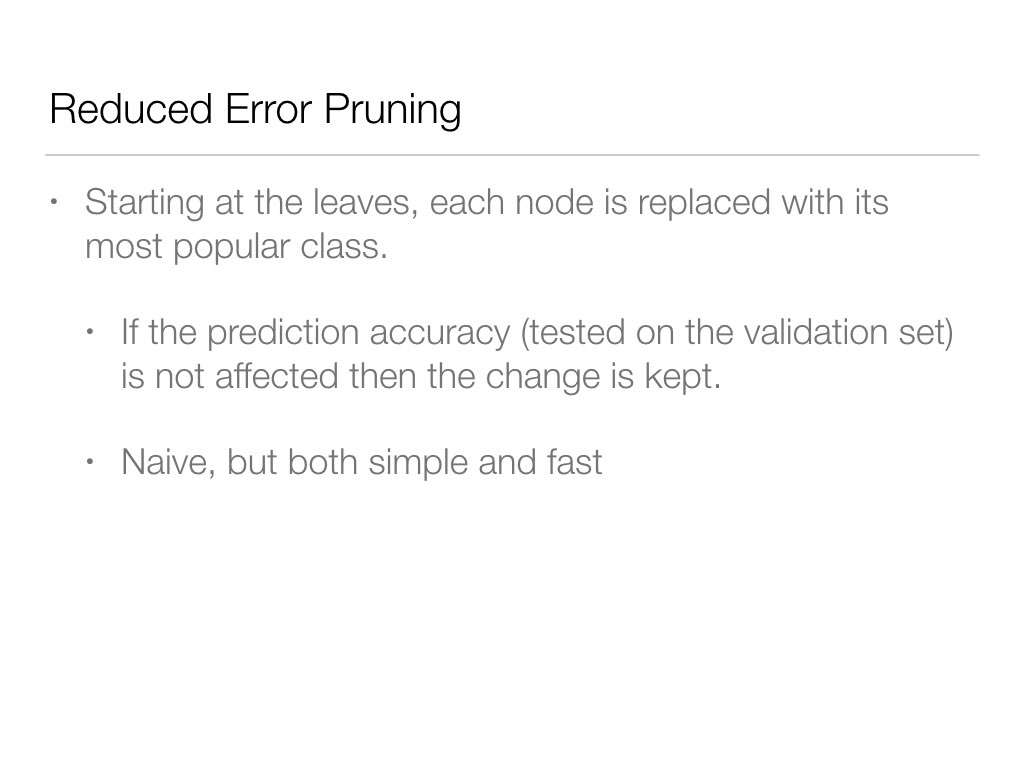 Reduced Error Pruning
• Starting at the leaves, each node is replaced with its
most popular class.
• If the prediction accuracy (tested on the validation set)
is not affected then the change is kept.
• Naive, but both simple and fast